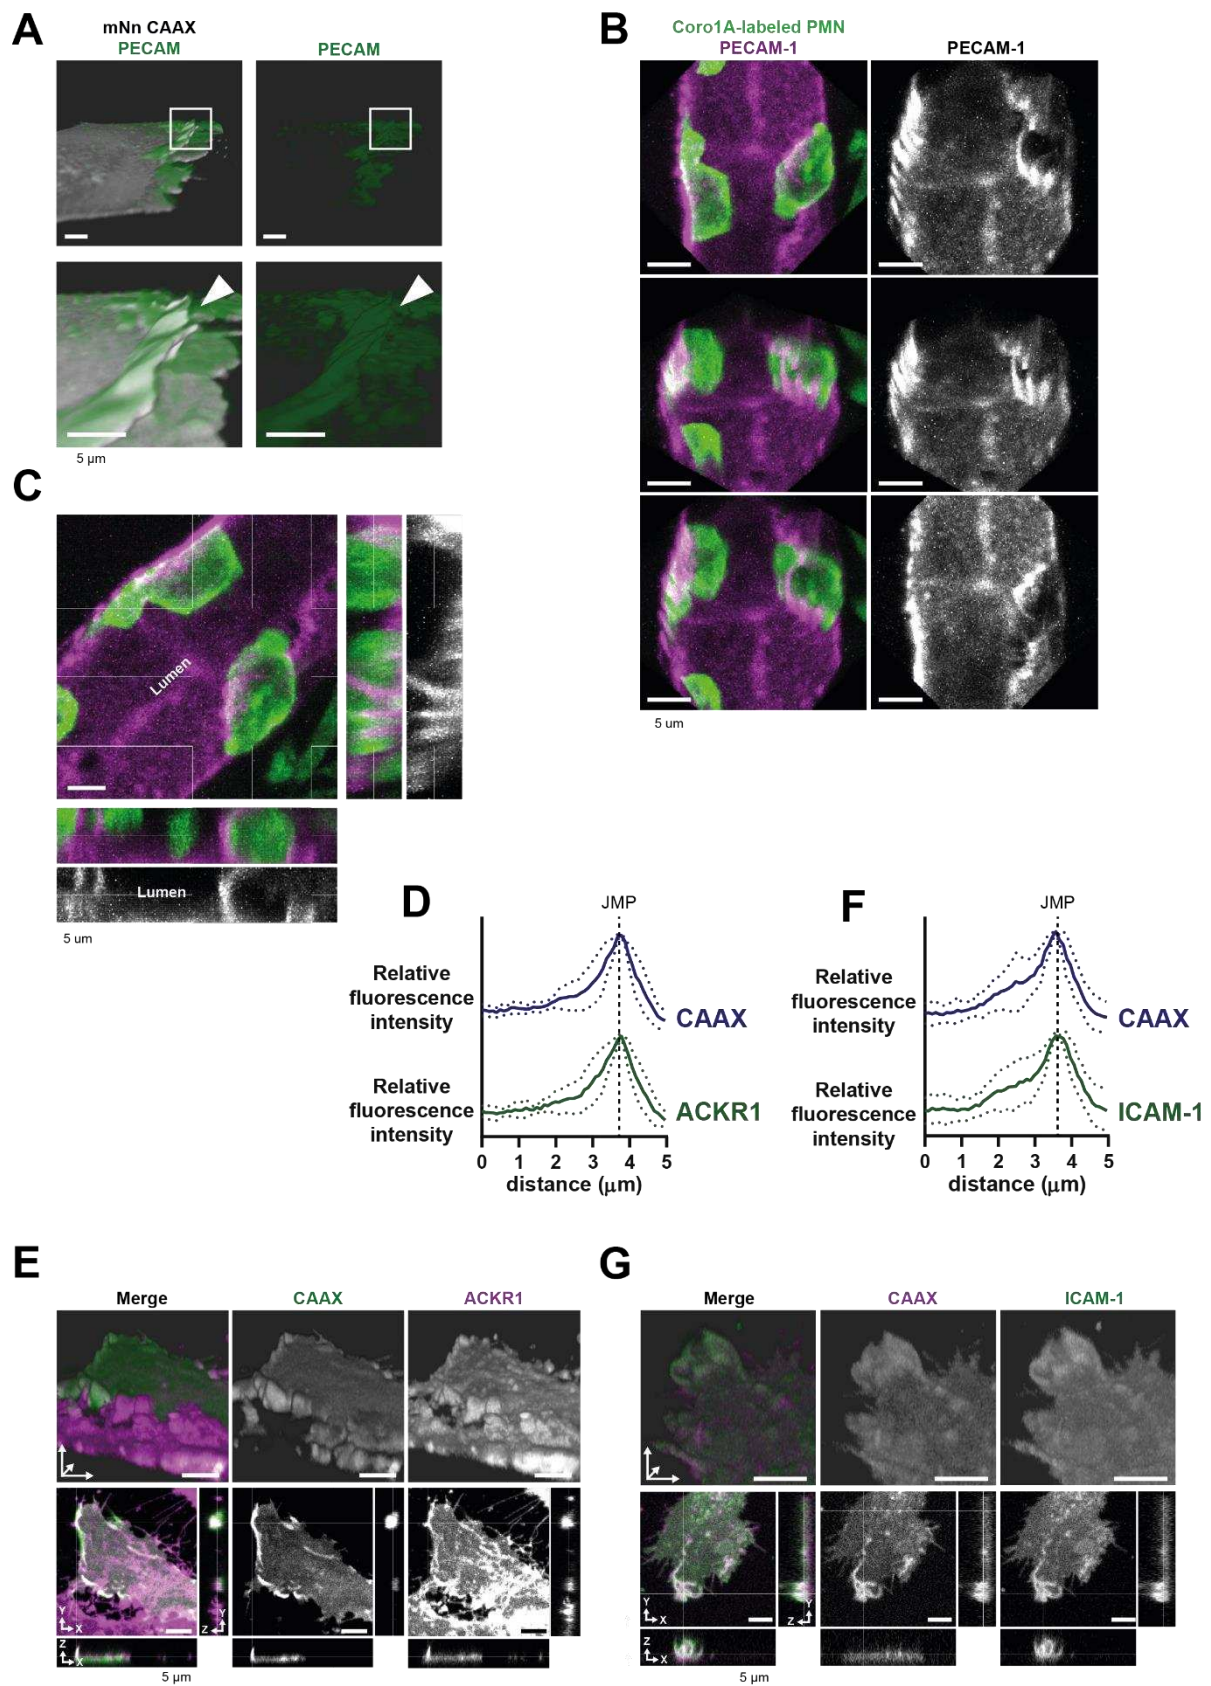 A
mNn CAAX
PECAM
PECAM
5 µm
B
Coro1A-labeled PMN
PECAM-1
PECAM-1
5 um
C
Lumen
Lumen
5 um
D
JMP
Relative
fluorescence
intensity
CAAX
Relative
fluorescence
intensity
ACKR1
0 1 2 3 4 5
distance (µm)
F
JMP
Relative
fluorescence
intensity
CAAX
Relative
fluorescence
intensity
ICAM-1
0 1 2 3 4 5
distance (µm)
E
Merge
CAAX
ACKR1
Y
X
Y
Z
Z
X
5 µm
G
Merge
CAAX
ICAM-1
Y
X
Y
Z
Z
X
5 µm